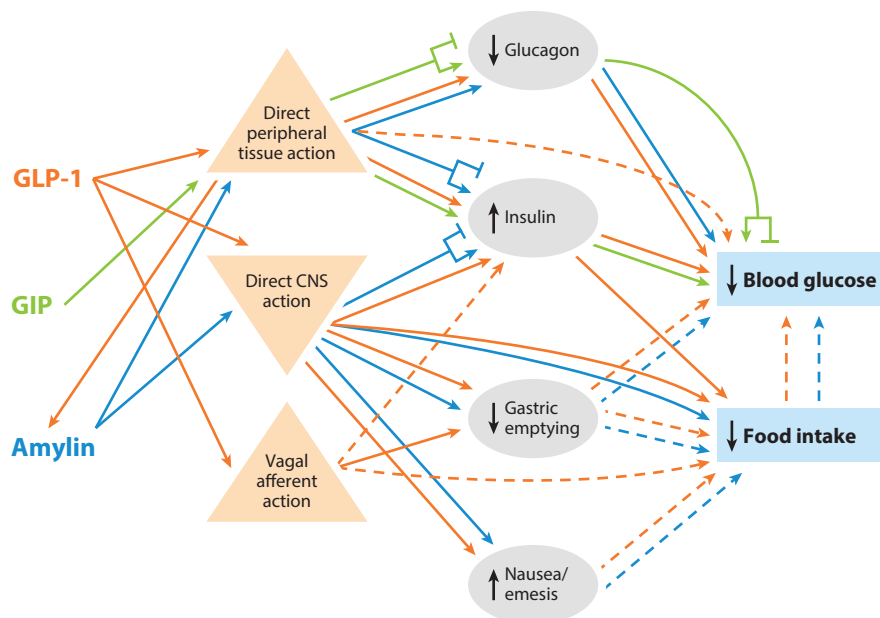 GLP-1
GIP
Amylin
Direct
peripheral
tissue action
Direct CNS
action
Vagal
afferent
action
Glucagon
Insulin
Gastric
emptying
Nausea/
emesis
Blood glucose
Food intake